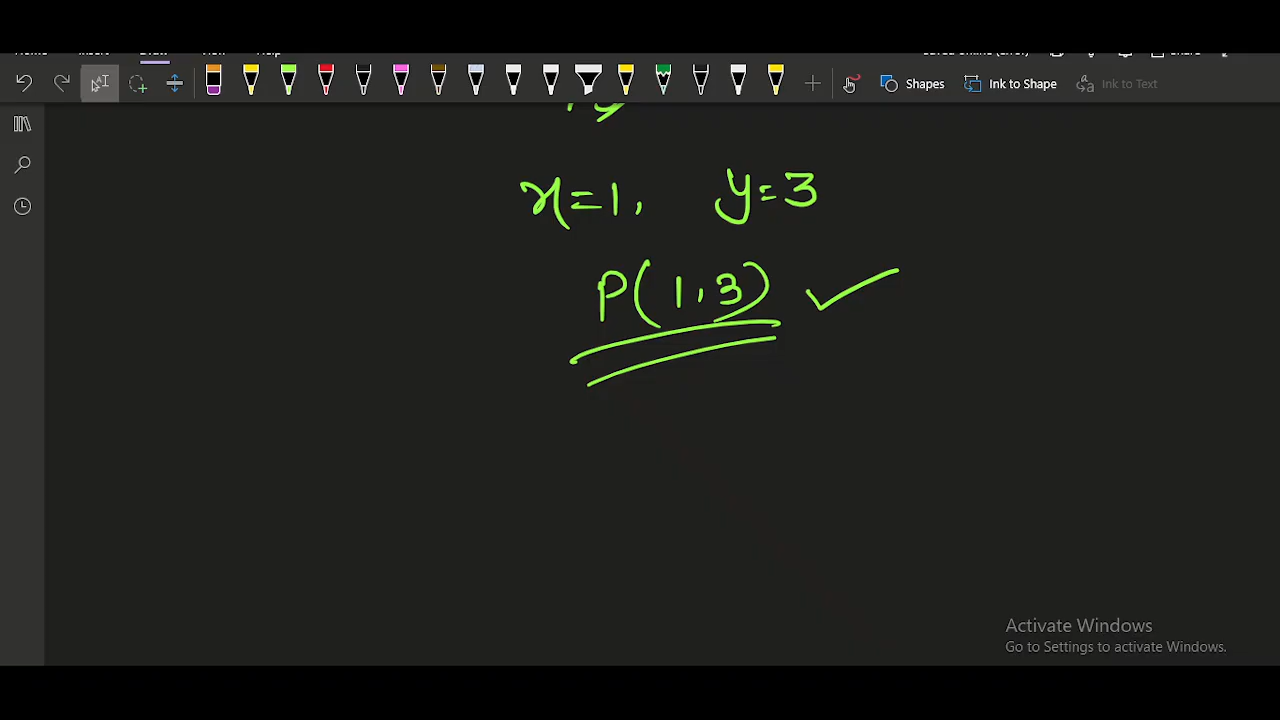 Shapes Ink to Shape Ink to Text
x=1, y=3
P(1,3) ✓
Activate Windows
Go to Settings to activate Windows.